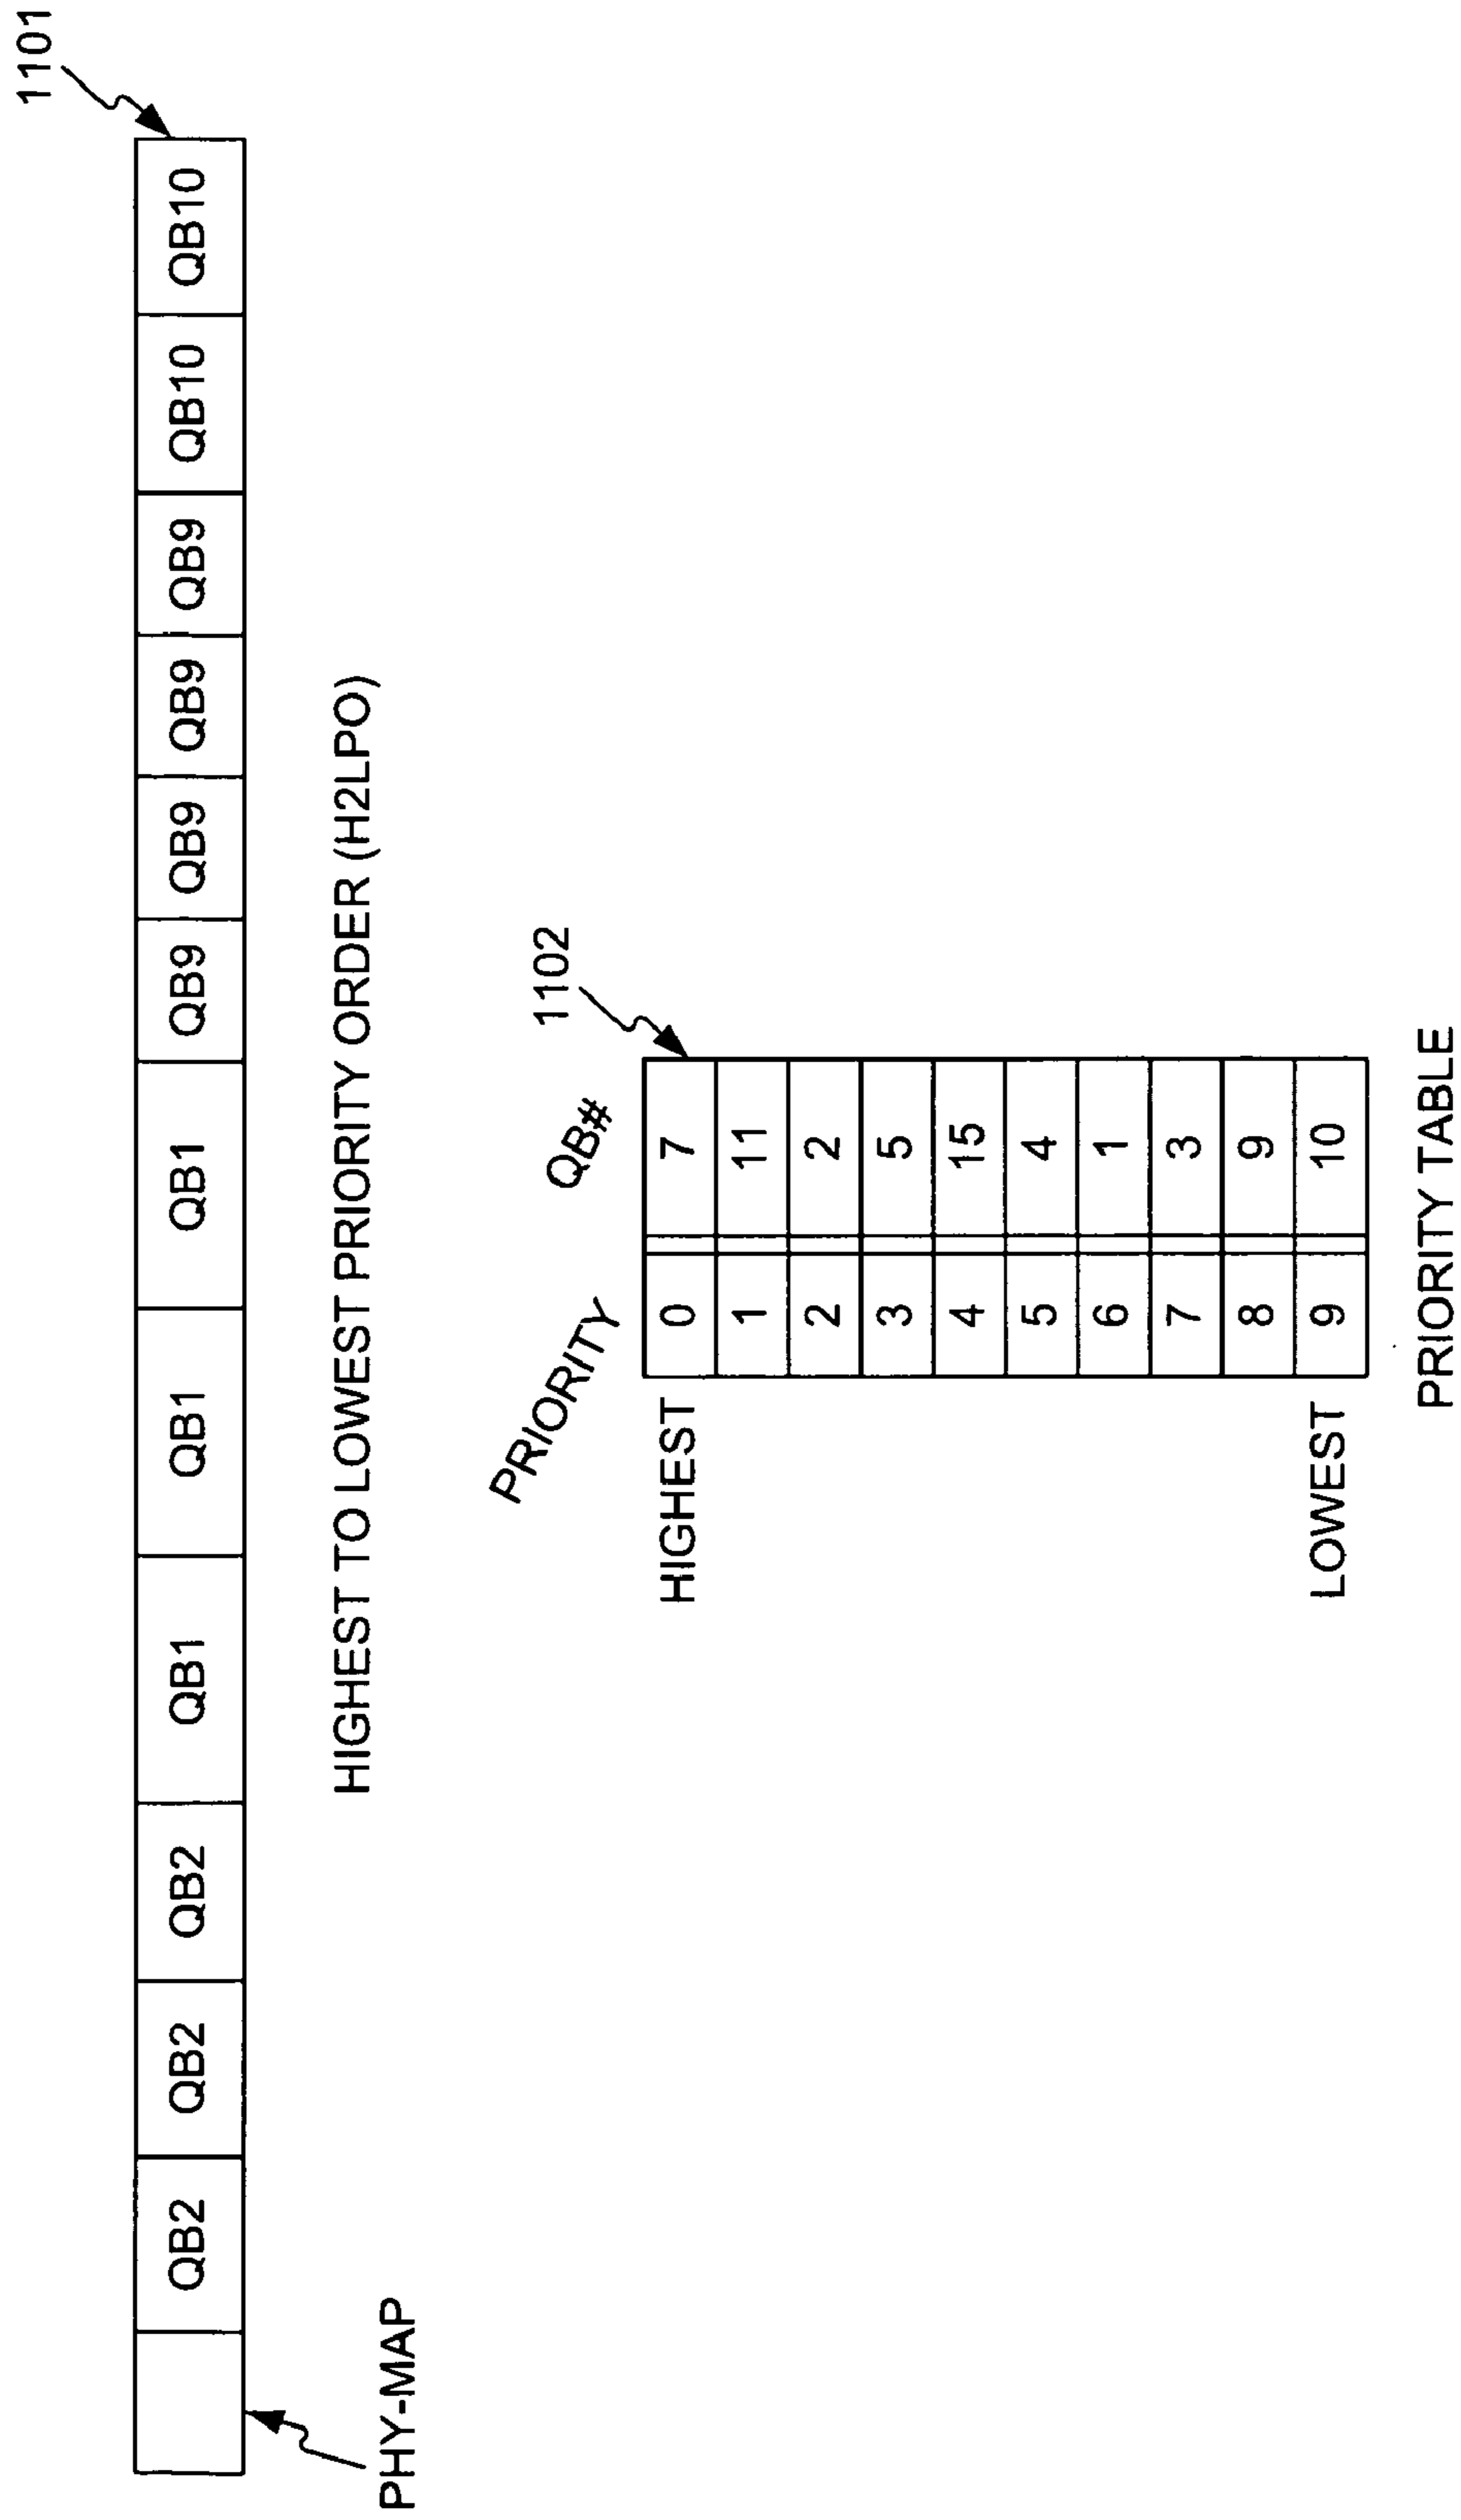 1101
QB2 QB2 QB2 QB1 QB1 QB1 QB9 QB9 QB9 QB9 QB10 QB10
PHY-MAP
HIGHEST TO LOWEST PRIORITY ORDER (H2LPO)
1102
PRIORITY QB#
HIGHEST 0 7
1 11
2 2
3 5
4 15
5 4
6 1
7 3
8 9
LOWEST 9 10
PRIORITY TABLE